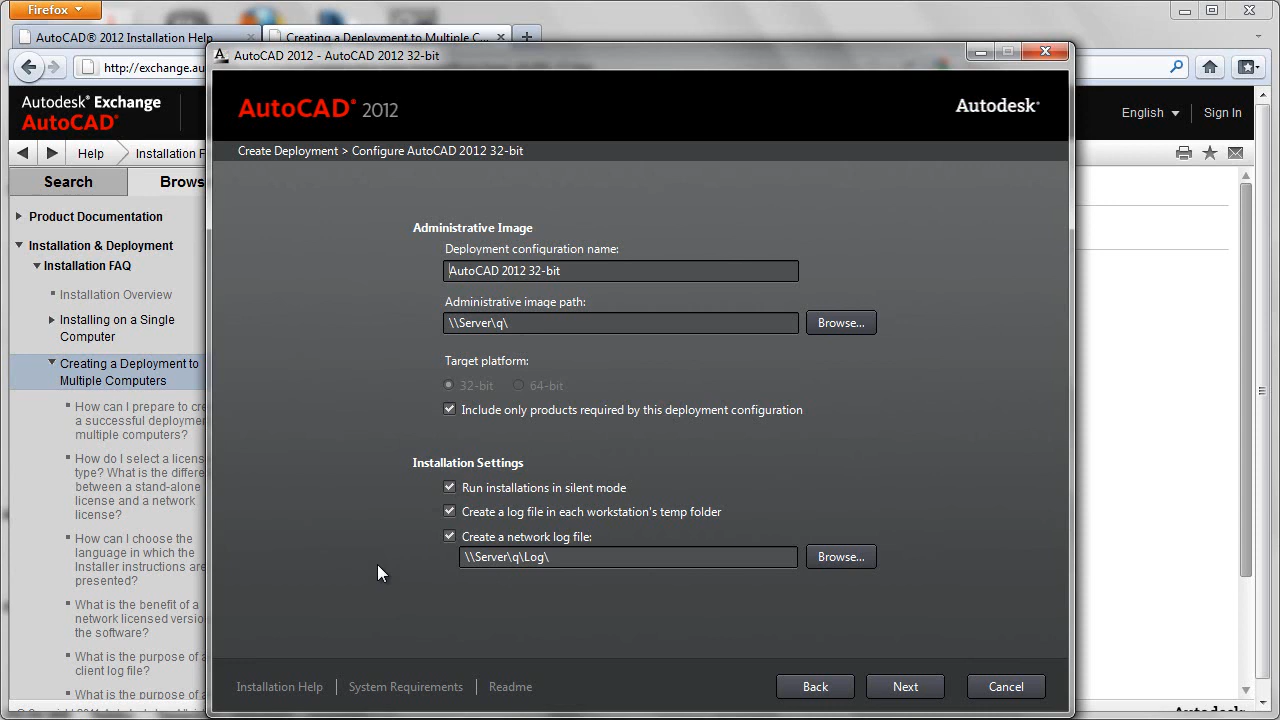 Firefox
AutoCAD® 2012 Installation Help
Creating a Deployment to Multiple C...
AutoCAD 2012 - AutoCAD 2012 32-bit
http://exchange.au
Autodesk® Exchange
AutoCAD®
English
Sign In
AutoCAD® 2012
Autodesk®
Help
Installation F
Create Deployment > Configure AutoCAD 2012 32-bit
Search
Brows
Product Documentation
Installation & Deployment
Installation FAQ
Installation Overview
Installing on a Single
Computer
Creating a Deployment to
Multiple Computers
How can I prepare to cre
a successful deployment
multiple computers?
How do I select a license
type? What is the differe
between a stand-alone
license and a network
license?
How can I choose the
language in which the
Installer instructions are
presented?
What is the benefit of a
network licensed versio
the software?
What is the purpose of a
client log file?
What is the purpose of a
Administrative Image
Deployment configuration name:
AutoCAD 2012 32-bit
Administrative image path:
\\Server\q\
Browse...
Target platform:
32-bit
64-bit
Include only products required by this deployment configuration
Installation Settings
Run installations in silent mode
Create a log file in each workstation's temp folder
Create a network log file:
\\Server\q\Log\
Browse...
Installation Help
System Requirements
Readme
Back
Next
Cancel